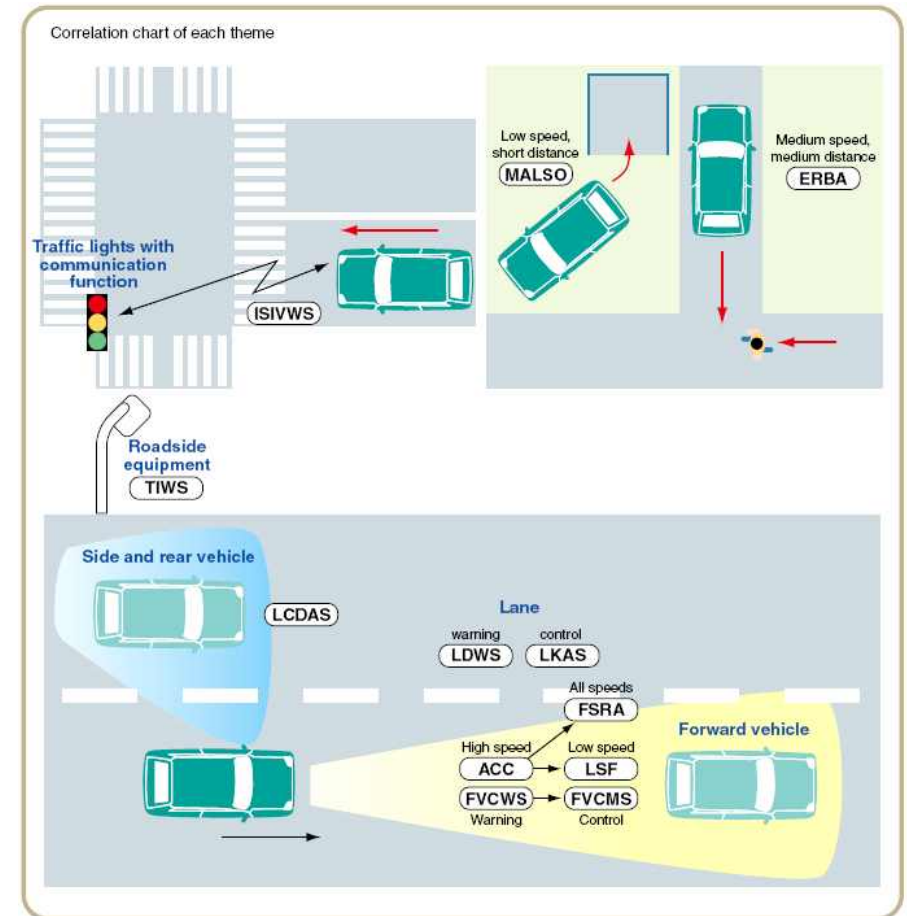 Correlation chart of each theme
Low speed,
short distance
MALSO
Medium speed,
medium distance
ERBA
Traffic lights with
communication
function
ISIVWS
Roadside
equipment
TIWS
Side and rear vehicle
LCDAS
Lane
warning
LDWS
control
LKAS
All speeds
FSRA
Forward vehicle
High speed
ACC
Low speed
LSF
FVCWS
Warning
FVCMS
Control